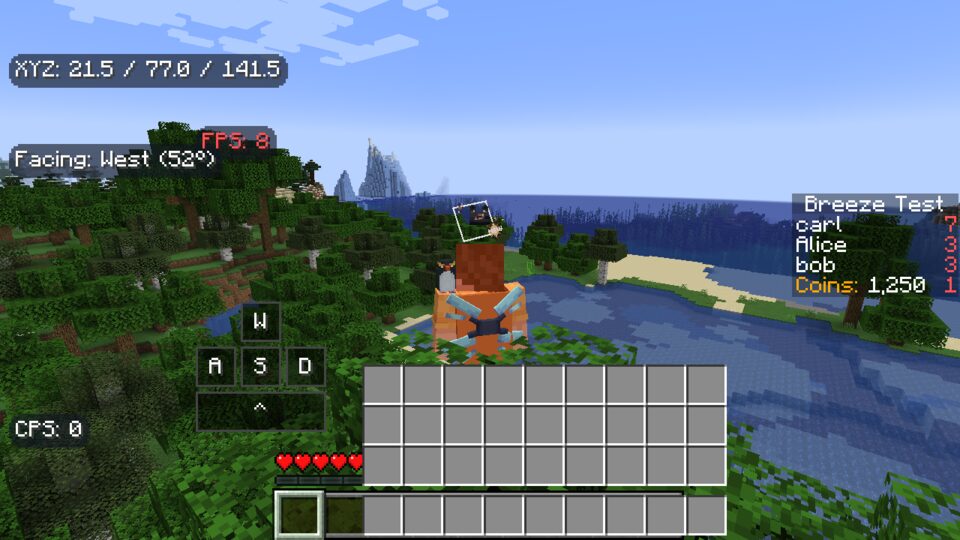 XYZ: 21.5 / 77.0 / 141.5
FPS: 8
Facing: West (52º)
Breeze Test
carl 7
Alice 3
bob 3
Coins: 1,250 1
W
A S D
^
CPS: 0